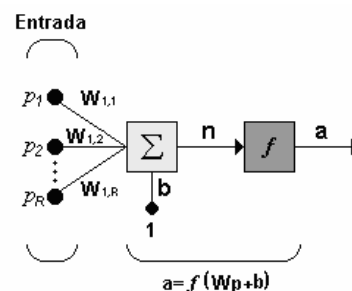 Entrada
p1 W1,1
p2 W1,2 Σ n f a
pR W1,R b
1
a= f (Wp+b)